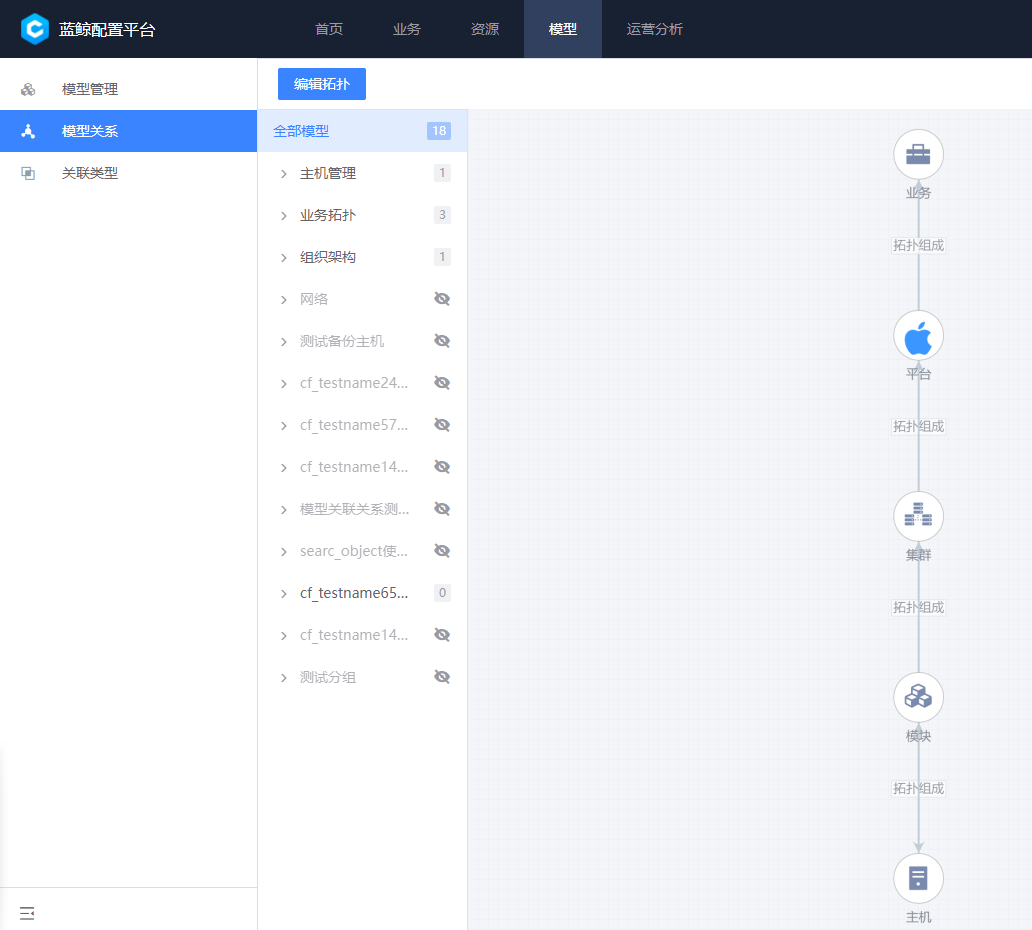 蓝鲸配置平台
首页 业务 资源 模型 运营分析
模型管理
模型关系
关联类型
编辑拓扑
全部模型 18
主机管理 1
业务拓扑 3
组织架构 1
网络
测试备份主机
cf_testname24...
cf_testname57...
cf_testname14...
模型关联关系测...
searc_object使...
cf_testname65... 0
cf_testname14...
测试分组
业务
拓扑组成
平台
拓扑组成
集群
拓扑组成
模块
拓扑组成
主机